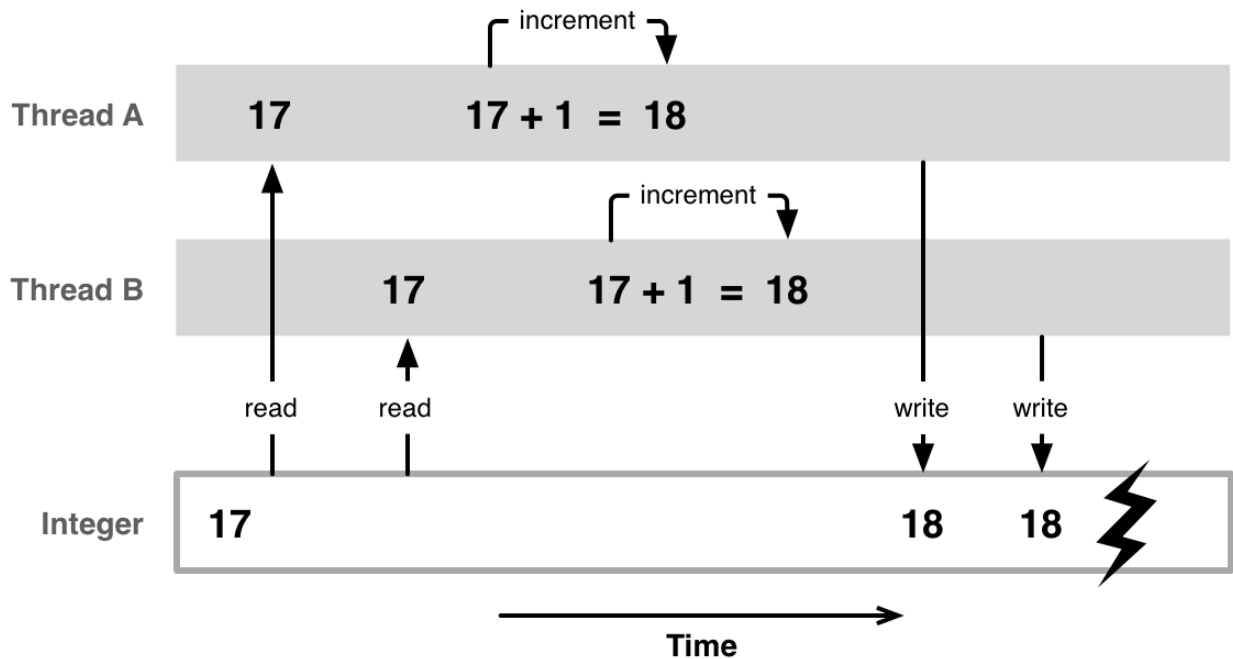 increment
Thread A 17 17 + 1 = 18
increment
Thread B 17 17 + 1 = 18
read read write write
Integer 17 18 18
Time